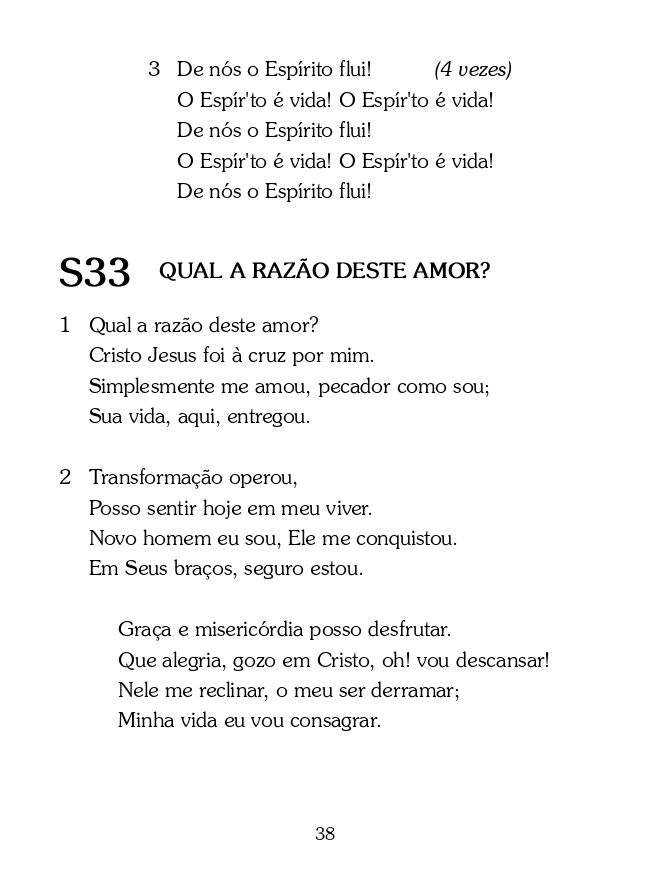 3 De nós o Espírito flui! (4 vezes)
O Espír'to é vida! O Espír'to é vida!
De nós o Espírito flui!
O Espír'to é vida! O Espír'to é vida!
De nós o Espírito flui!
S33 QUAL A RAZÃO DESTE AMOR?
1 Qual a razão deste amor?
Cristo Jesus foi à cruz por mim.
Simplesmente me amou, pecador como sou;
Sua vida, aqui, entregou.
2 Transformação operou,
Posso sentir hoje em meu viver.
Novo homem eu sou, Ele me conquistou.
Em Seus braços, seguro estou.
Graça e misericórdia posso desfrutar.
Que alegria, gozo em Cristo, oh! vou descansar!
Nele me reclinar, o meu ser derramar;
Minha vida eu vou consagrar.
38